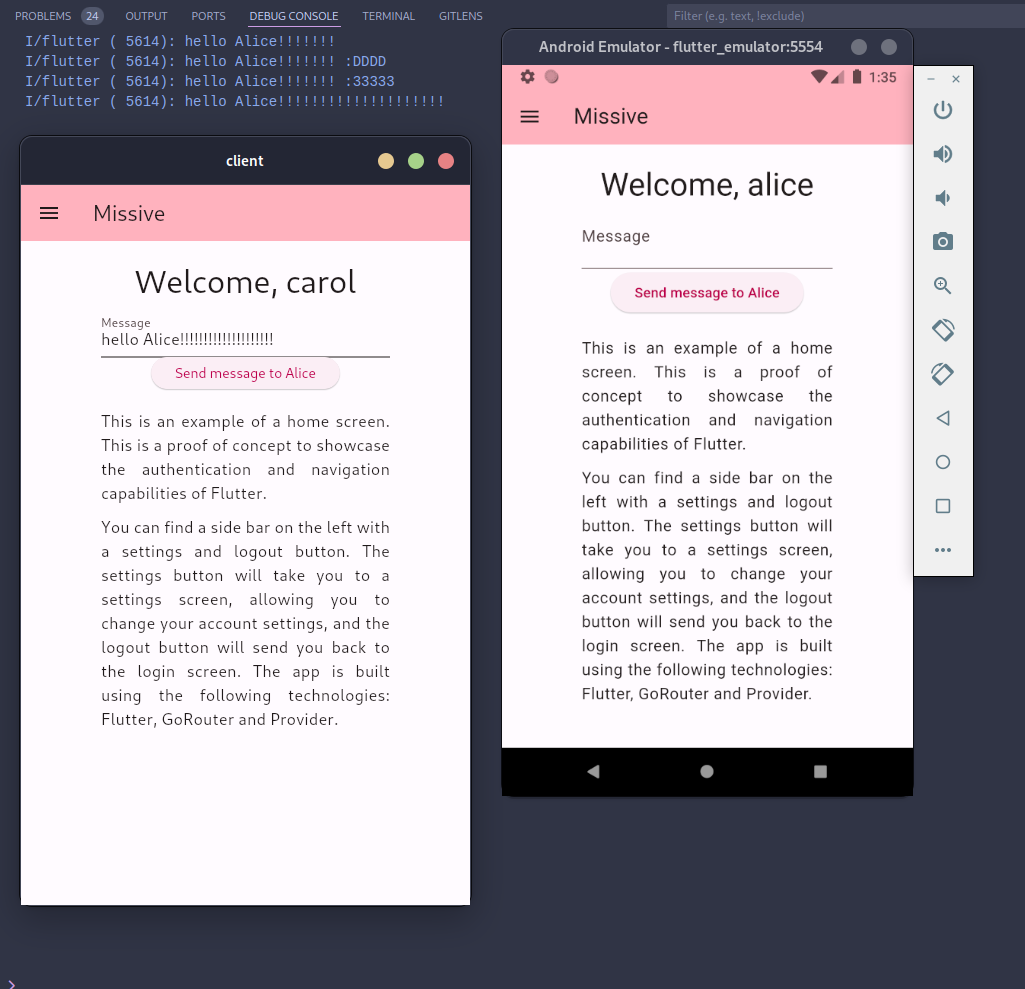 PROBLEMS 24 OUTPUT PORTS DEBUG CONSOLE TERMINAL GITLENS Filter (e.g. text, !exclude)
I/flutter ( 5614): hello Alice!!!!!!!
I/flutter ( 5614): hello Alice!!!!!!! :DDDD
I/flutter ( 5614): hello Alice!!!!!!! :33333
I/flutter ( 5614): hello Alice!!!!!!!!!!!!!!!!!!!!
client
Missive
Welcome, carol
Message
hello Alice!!!!!!!!!!!!!!!!!!!!
Send message to Alice
This is an example of a home screen.
This is a proof of concept to showcase
the authentication and navigation
capabilities of Flutter.
You can find a side bar on the left with
a settings and logout button. The
settings button will take you to a
settings screen, allowing you to
change your account settings, and the
logout button will send you back to
the login screen. The app is built
using the following technologies:
Flutter, GoRouter and Provider.
Android Emulator - flutter_emulator:5554
1:35
Missive
Welcome, alice
Message
Send message to Alice
This is an example of a home
screen. This is a proof of
concept to showcase the
authentication and navigation
capabilities of Flutter.
You can find a side bar on the
left with a settings and logout
button. The settings button will
take you to a settings screen,
allowing you to change your
account settings, and the logout
button will send you back to the
login screen. The app is built
using the following technologies:
Flutter, GoRouter and Provider.